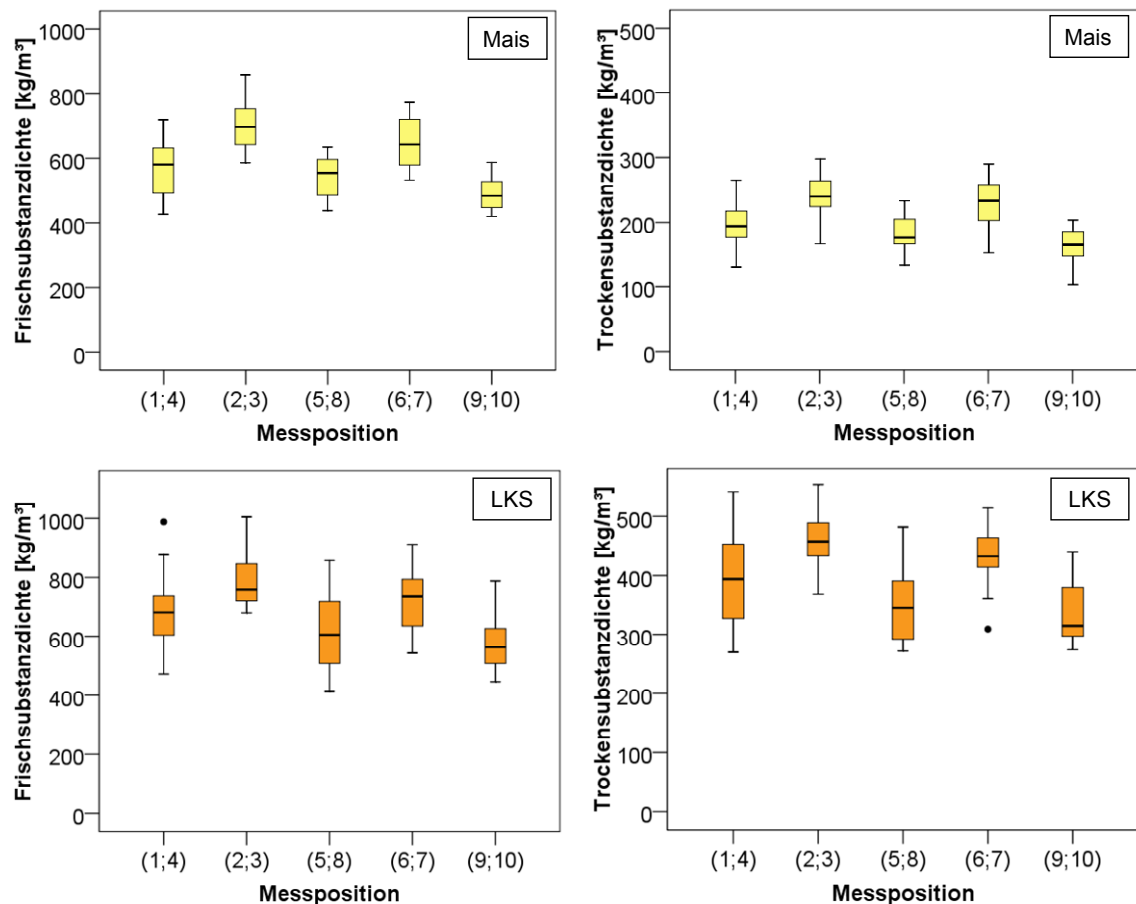 Mais
Frischsubstanzdichte [kg/m³]
1000
800
600
400
200
0
(1;4) (2;3) (5;8) (6;7) (9;10)
Messposition
Mais
Trockensubstanzdichte [kg/m³]
500
400
300
200
100
0
(1;4) (2;3) (5;8) (6;7) (9;10)
Messposition
LKS
Frischsubstanzdichte [kg/m³]
1000
800
600
400
200
0
(1;4) (2;3) (5;8) (6;7) (9;10)
Messposition
LKS
Trockensubstanzdichte [kg/m³]
500
400
300
200
100
0
(1;4) (2;3) (5;8) (6;7) (9;10)
Messposition